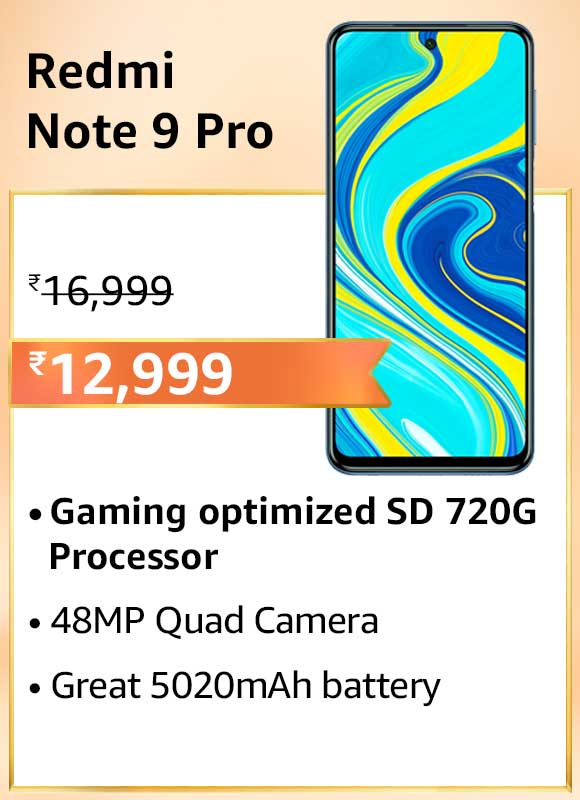 Redmi
Note 9 Pro
₹16,999
₹12,999
• Gaming optimized SD 720G
Processor
• 48MP Quad Camera
• Great 5020mAh battery